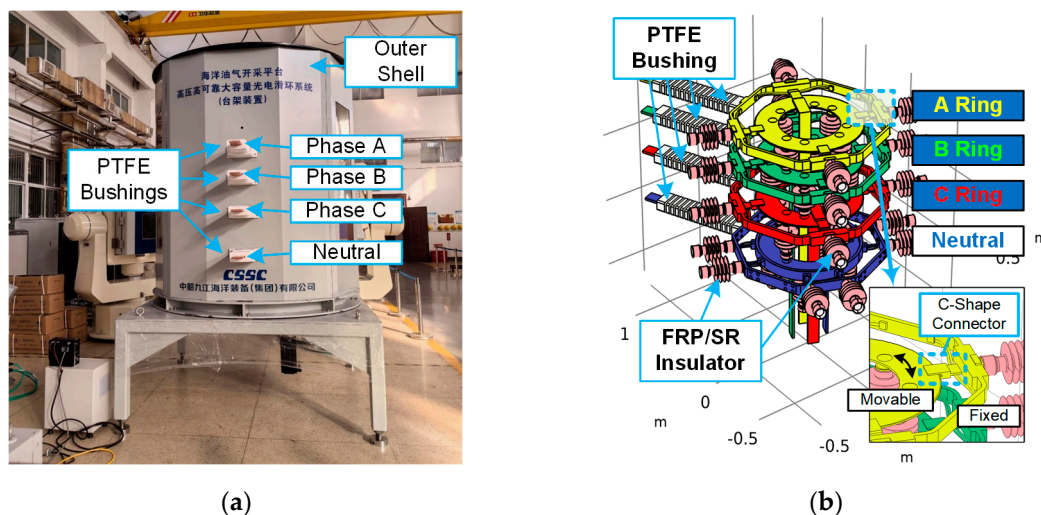 Outer
Shell
海洋油气开采平台
高压高可靠大容量光电滑环系统
(台架装置)
PTFE
Bushings
Phase A
Phase B
Phase C
Neutral
CSSC
中船九江海洋装备(集团)有限公司
(a)
PTFE
Bushing
A Ring
B Ring
C Ring
Neutral
m
0.5
C-Shape
Connector
FRP/SR
Insulator
Movable
Fixed
1
0
m
-0.5
-0.5
m
(b)